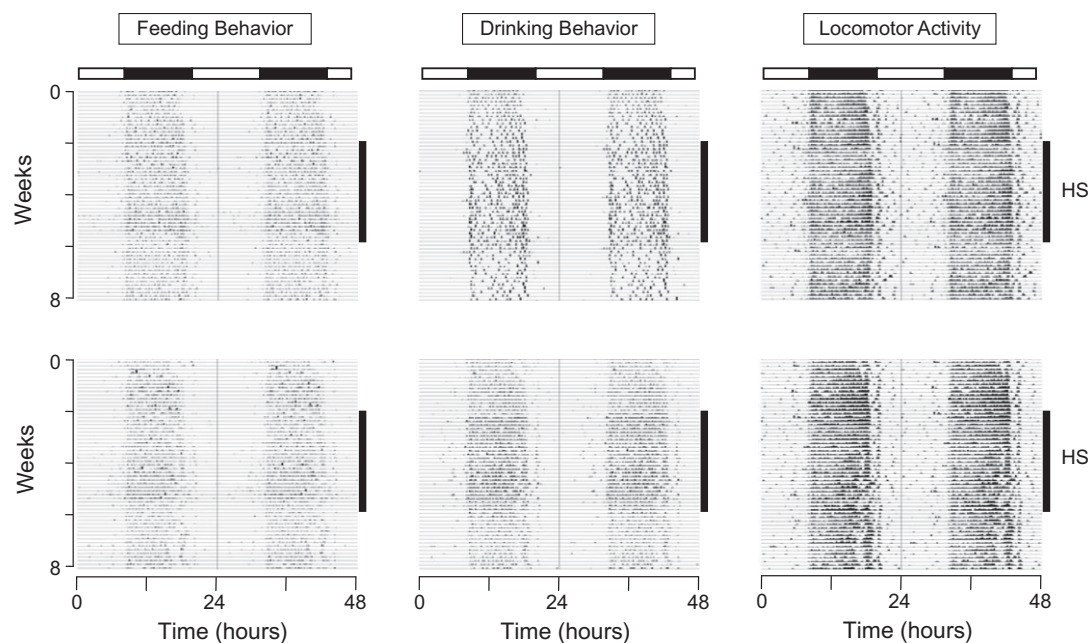 Feeding Behavior
Drinking Behavior
Locomotor Activity
0
Weeks
8
HS
0
Weeks
8
HS
0
24
48
0
24
48
0
24
48
Time (hours)
Time (hours)
Time (hours)